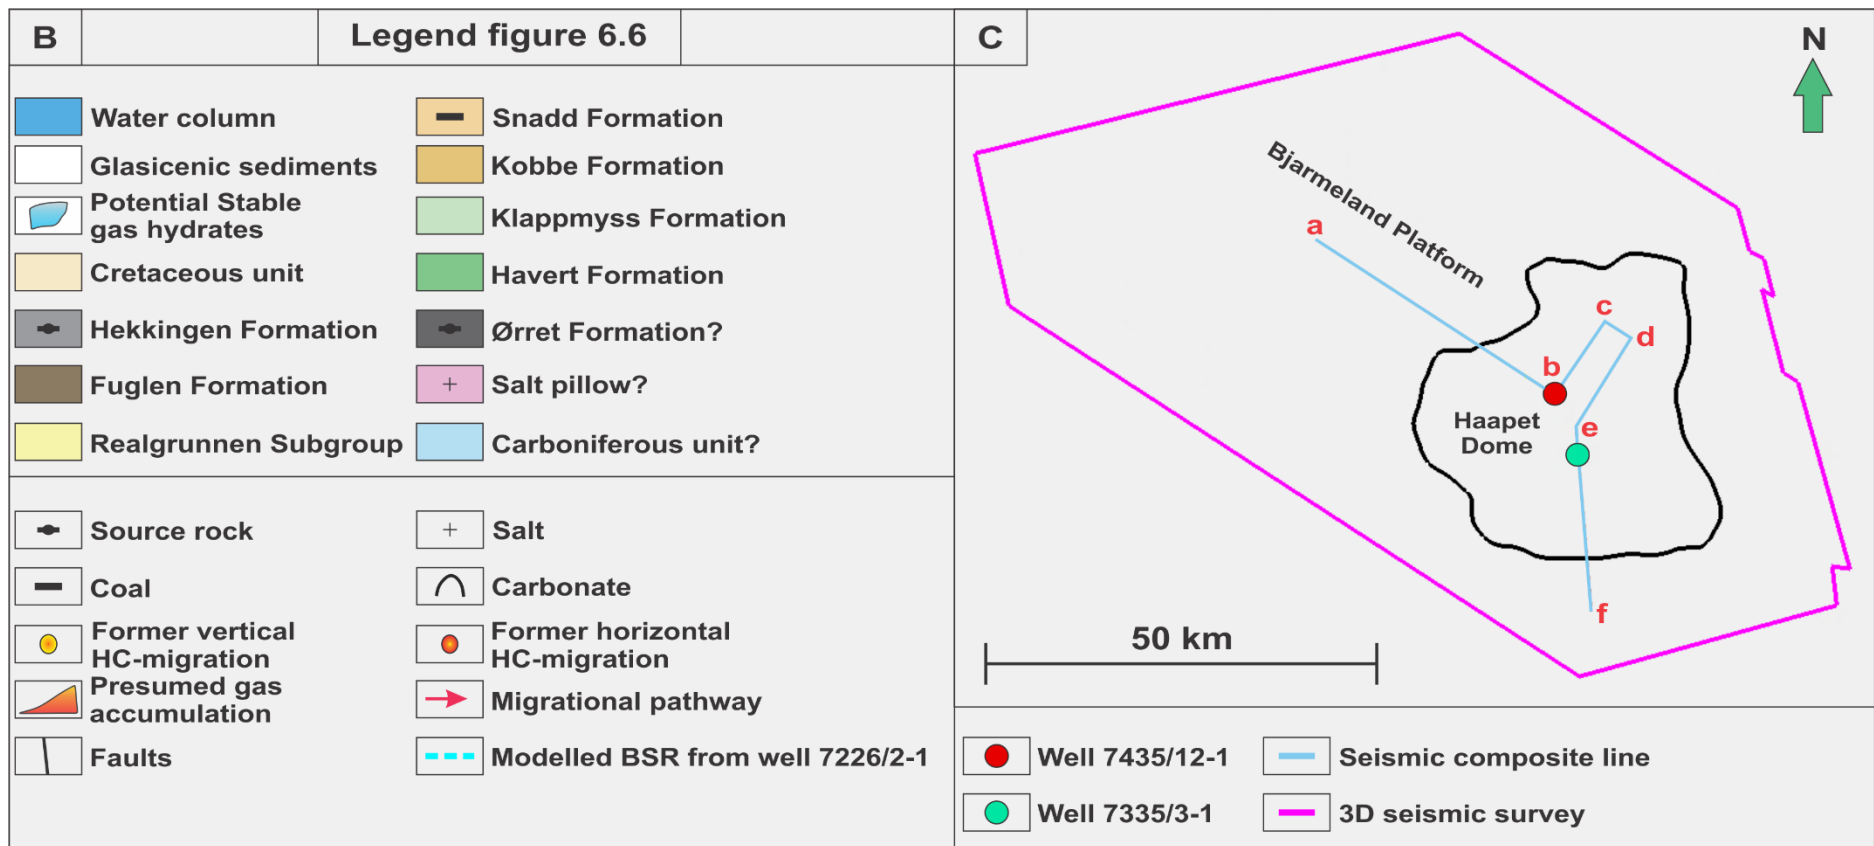 B
Legend figure 6.6
Water column
Glasicenic sediments
Potential Stable
gas hydrates
Cretaceous unit
Hekkingen Formation
Fuglen Formation
Realgrunnen Subgroup
Snadd Formation
Kobbe Formation
Klappmyss Formation
Havert Formation
Ørret Formation?
Salt pillow?
Carboniferous unit?
Source rock
Coal
Former vertical
HC-migration
Presumed gas
accumulation
Faults
Salt
Carbonate
Former horizontal
HC-migration
Migrational pathway
Modelled BSR from well 7226/2-1
C
N
Bjarmeland Platform
a
b
c
d
e
f
Haapet
Dome
50 km
Well 7435/12-1
Well 7335/3-1
Seismic composite line
3D seismic survey